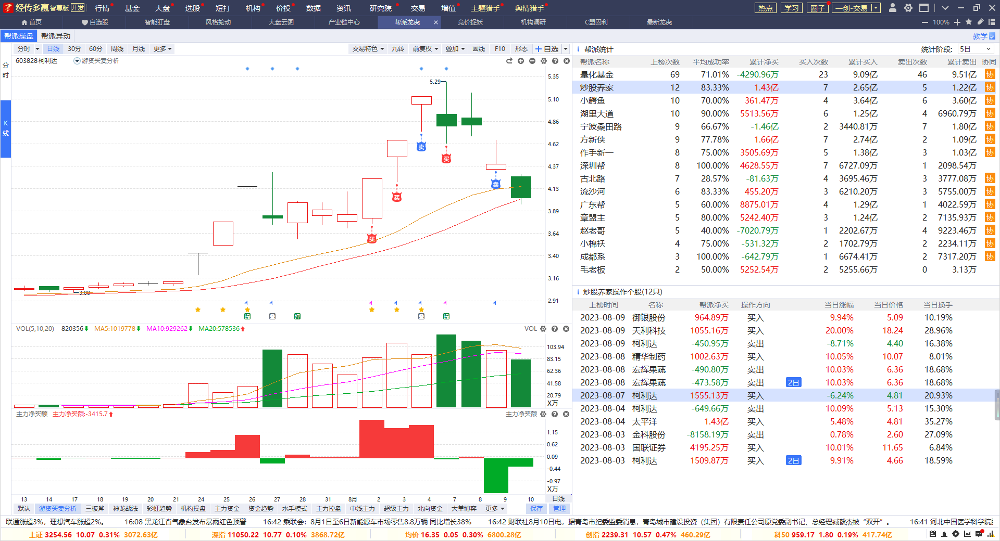 经传多赢 智尊版 开发 行情 基金 大盘 选股 短打 机构 价投 数据 资讯 研究院 交易 增值 主题猎手 舆情猎手 热点 学习 圈子 一创-交易
首页 自选股 智能盯盘 风格轮动 大盘云图 产业链中心 帮派龙虎 竞价捉妖 机构调研 C盟固利 最新龙虎 100%
帮派操盘 帮派异动 教学
分时 日线 30分 60分 周线 月线 更多 交易特色 九转 前复权 叠加 画线 F10 形态 自选
603828 柯利达 游资买卖分析
分时
K线
5.35
5.10
4.86
4.62
4.37
4.13
3.89
3.64
3.40
3.16
2.91
5.29
3.00
卖 买 买 卖 买
提 叠 押 叠 提
VOL(5,10,20) 820356 MA5:1019778 MA10:929262 MA20:578536 VOL
103.94
83.15
62.36
41.58
20.79
X万
主力净买额 主力净买额:-3415.7 主力净买额
1.15
0.62
0.09
-0.44
-0.97
X万
13 14 17 18 19 20 21 24 25 26 27 28 31 8月 2 3 4 7 8 9 10 日线
默认 游资买卖分析 三板斧 神龙战法 彩虹趋势 机构操盘 主力资金 资金趋势 水手模式 主力控盘 中线主力 超级主力 北向资金 大单博弈 更多 保存 管理
帮派统计 统计阶段: 5日
帮派名称 上榜次数 平均成功率 累计净买 买入次数 累计买入 卖出次数 累计卖出 协同
量化基金 69 71.01% -4290.96万 23 9.09亿 46 9.51亿 协
炒股养家 12 83.33% 1.43亿 7 2.65亿 5 1.22亿 协
小鳄鱼 10 70.00% 361.47万 4 3.64亿 6 3.60亿 协
湖里大道 10 90.00% 5513.56万 6 1.25亿 4 6960.79万 协
宁波桑田路 9 66.67% -1.46亿 2 3440.81万 7 1.80亿 协
方新侠 9 77.78% 1.66亿 7 2.74亿 2 1.09亿 协
作手新一 8 75.00% 3505.69万 5 1.38亿 3 1.03亿 协
深圳帮 8 100.00% 4628.55万 7 6727.09万 1 2098.54万
古北路 7 28.57% -81.63万 4 3695.46万 3 3777.08万 协
流沙河 6 83.33% 455.20万 3 6210.20万 3 5755.00万 协
广东帮 5 60.00% 8875.01万 4 1.29亿 1 4022.59万 协
章盟主 5 80.00% 5242.40万 3 1.24亿 2 7135.93万 协
赵老哥 5 40.00% -7020.79万 1 2202.67万 4 9223.46万 协
小棉袄 4 75.00% -531.32万 2 1702.79万 2 2234.11万 协
成都系 3 100.00% -642.79万 1 6674.41万 2 7317.20万 协
毛老板 2 50.00% 5252.54万 2 5255.66万 0 3.13万
炒股养家操作个股(12只)
上榜时间 名称 帮派净买 操作方向 当日涨幅 当日价格 当日换手
2023-08-09 御银股份 964.89万 买入 9.94% 5.09 10.19%
2023-08-09 天利科技 1055.16万 买入 20.00% 18.24 28.96%
2023-08-09 柯利达 -450.95万 卖出 -8.71% 4.40 16.38%
2023-08-08 精华制药 1002.63万 买入 10.05% 10.07 8.01%
2023-08-08 宏辉果蔬 -490.80万 卖出 10.03% 6.36 18.68%
2023-08-08 宏辉果蔬 -473.58万 卖出 2日 10.03% 6.36 18.68%
2023-08-07 柯利达 1555.13万 买入 -6.24% 4.81 20.93%
2023-08-04 柯利达 -649.66万 卖出 10.09% 5.13 15.30%
2023-08-04 太平洋 1.43亿 买入 5.48% 4.81 35.27%
2023-08-03 金科股份 -8158.19万 卖出 0.78% 2.60 27.09%
2023-08-03 国联证券 4195.25万 买入 10.01% 11.65 6.84%
2023-08-03 柯利达 1509.87万 买入 2日 9.91% 4.66 18.59%
联通涨超3%，理想汽车涨超2%。 16:08 黑龙江省气象台发布暴雨红色预警 16:42 乘联会：8月1日至6日新能源车市场零售8.8万辆 同比增长38% 16:42 财联社8月10日电，据青岛市纪委监委消息，青岛城市建设投资（集团）有限责任公司原党委副书记、总经理臧毅杰被“双开”。 16:41 河北中国医学科学院肿
上证 3254.56 10.07 0.31% 3072.63亿 深指 11050.22 10.77 0.10% 3868.72亿 均价 16.35 0.05 0.30% 6800.28亿 创指 2239.31 10.57 0.47% 460.29亿 科50 959.17 1.80 0.19% 417.74亿